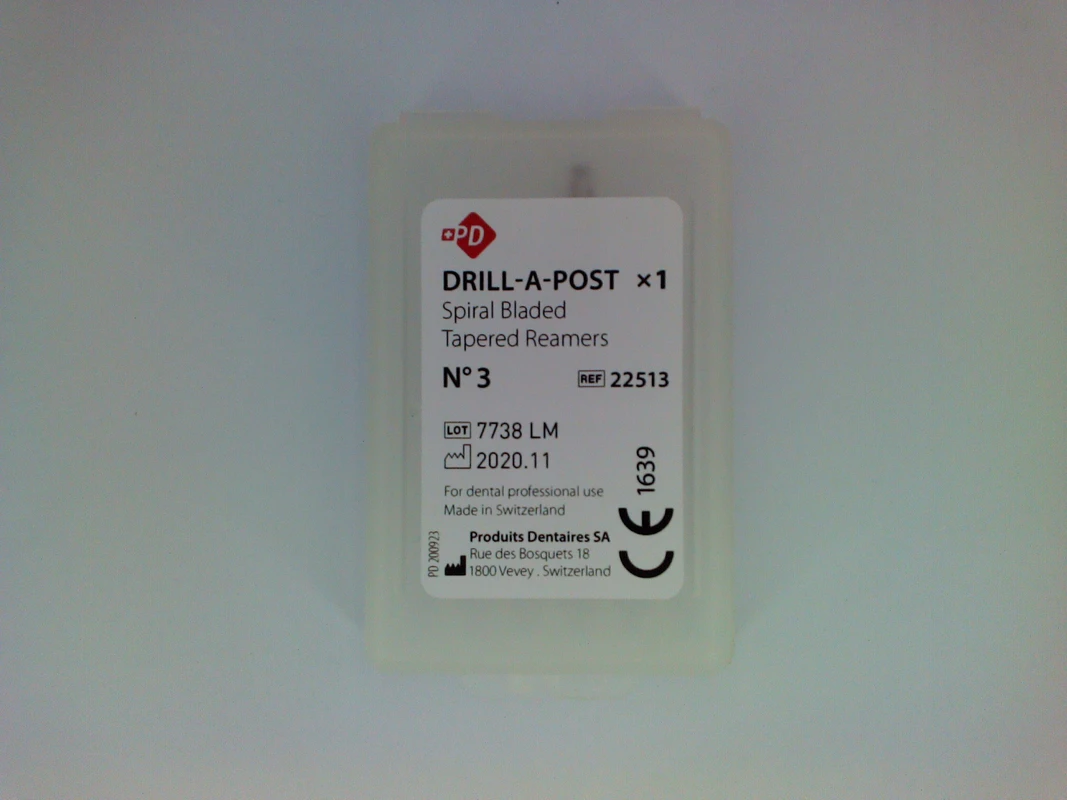 PD
DRILL-A-POST ×1
Spiral Bladed
Tapered Reamers
N° 3 REF 22513
LOT 7738 LM
2020.11
1639
For dental professional use
Made in Switzerland
CE
Produits Dentaires SA
Rue des Bosquets 18
1800 Vevey . Switzerland
PD 200923